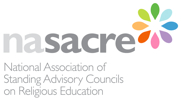 nasacre
National Association of
Standing Advisory Councils
on Religious Education